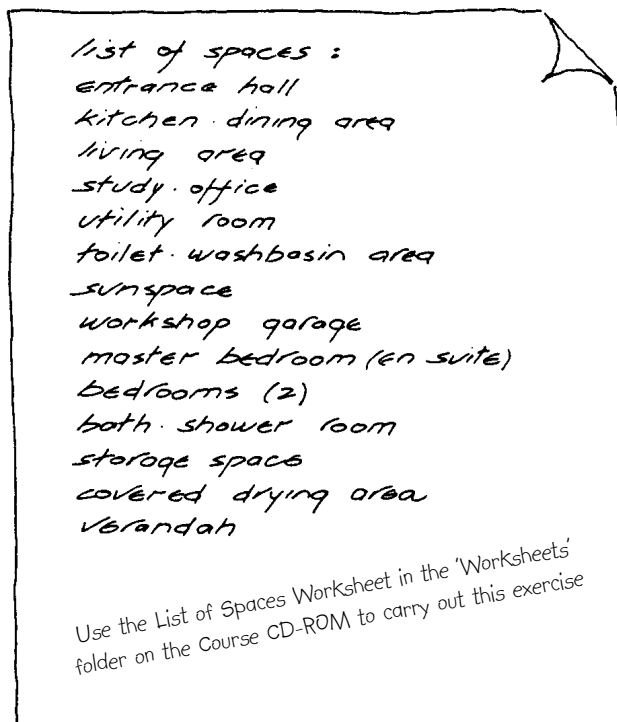 list of spaces :
entrance hall
kitchen · dining area
living area
study · office
utility room
toilet · washbasin area
sunspace
workshop garage
master bedroom (en suite)
bedrooms (2)
bath · shower room
storage space
covered drying area
verandah
Use the List of Spaces Worksheet in the 'Worksheets'
folder on the Course CD-ROM to carry out this exercise